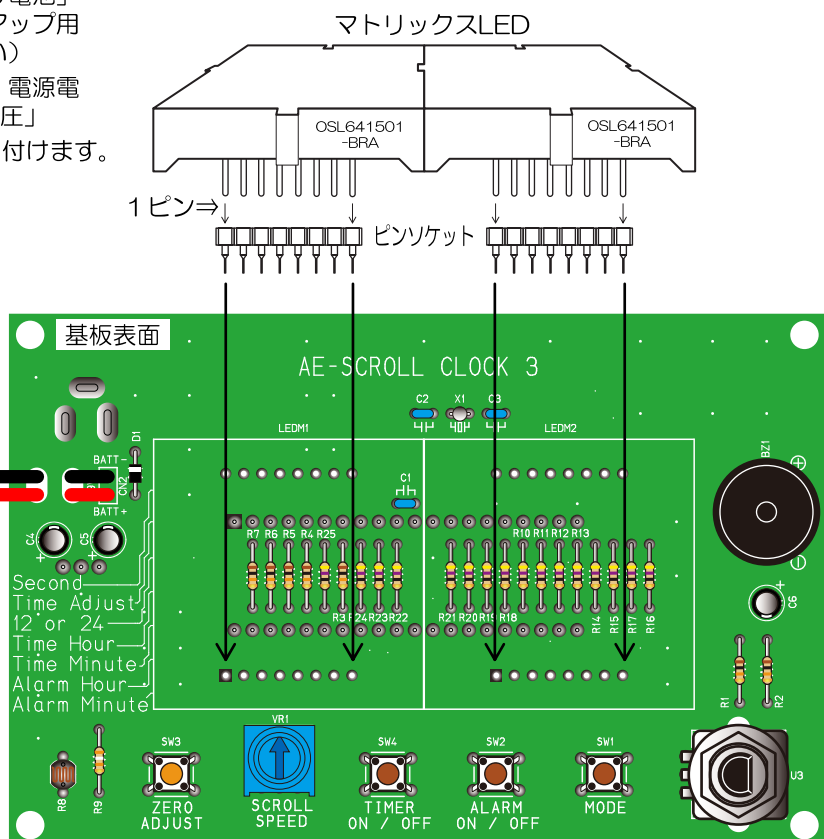 電池」
アップ用
い）
電源電
圧」
付けます。
マトリックスLED
OSL641501
-BRA
OSL641501
-BRA
1ピン⇒
ピンソケット
基板表面
AE-SCROLL CLOCK 3
C2 X1 C3
LEDM1 LEDM2
D1
BZ1
BATT-
CN2
BATT+
C1
C4 C5
R7 R6 R5 R4 R25
R10 R11 R12 R13
Second
Time Adjust
12 or 24
Time Hour
Time Minute
Alarm Hour
Alarm Minute
C6
R3 R24 R23 R22
R21 R20 R19 R18
R14 R15 R17 R16
R1 R2
VR1
SW3 SW4 SW2 SW1
U3
R8 R9
ZERO
ADJUST
SCROLL
SPEED
TIMER
ON / OFF
ALARM
ON / OFF
MODE